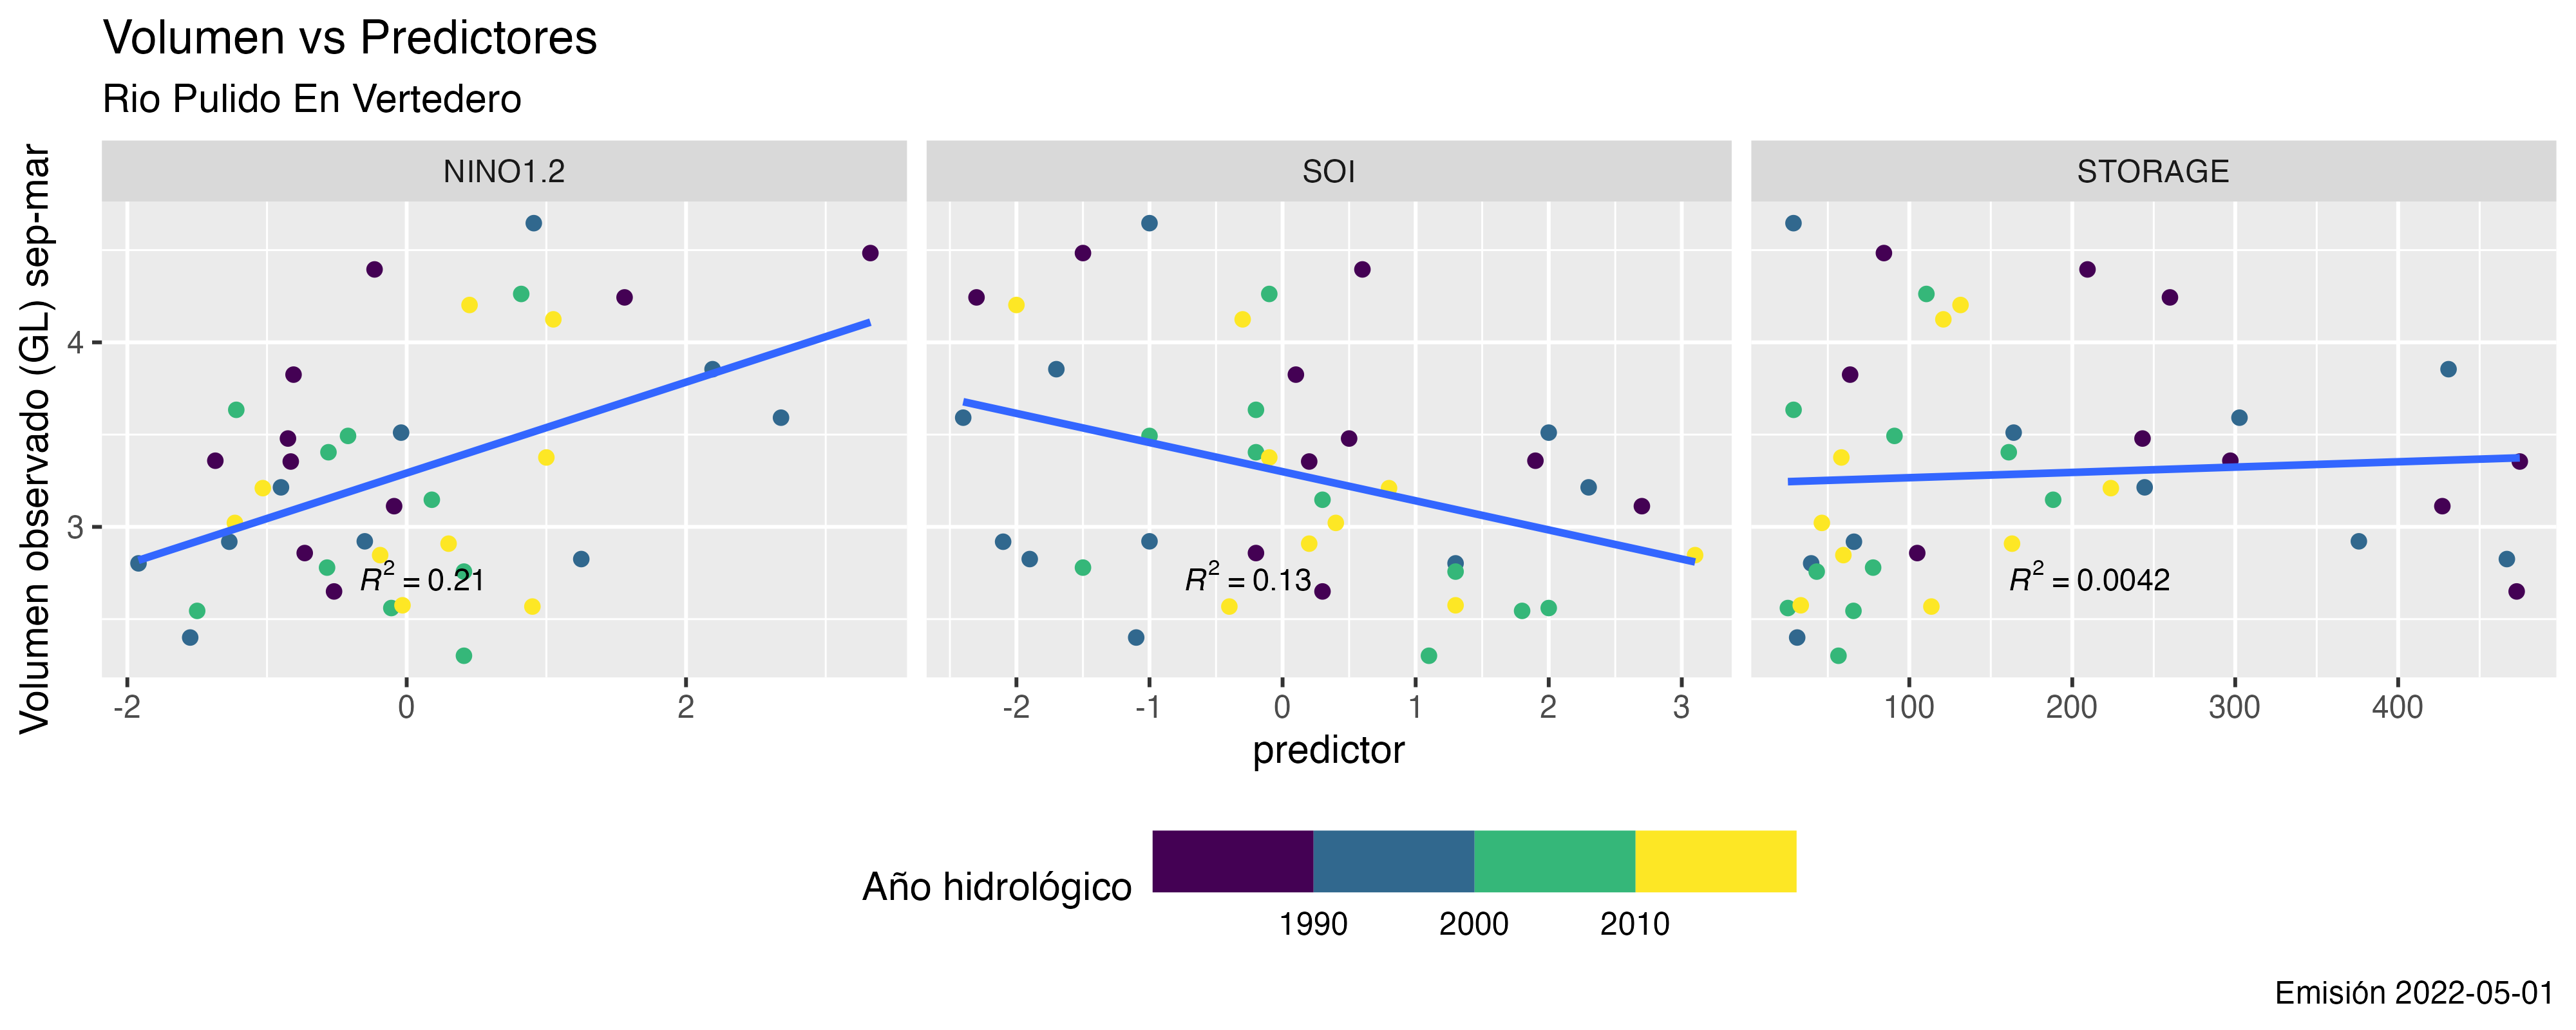 Volumen vs Predictores
Rio Pulido En Vertedero
NINO1.2 SOI STORAGE
Volumen observado (GL) sep-mar
4
3
R² = 0.21 R² = 0.13 R² = 0.0042
-2 0 2 -2 -1 0 1 2 3 100 200 300 400
predictor
Año hidrológico
1990 2000 2010
Emisión 2022-05-01